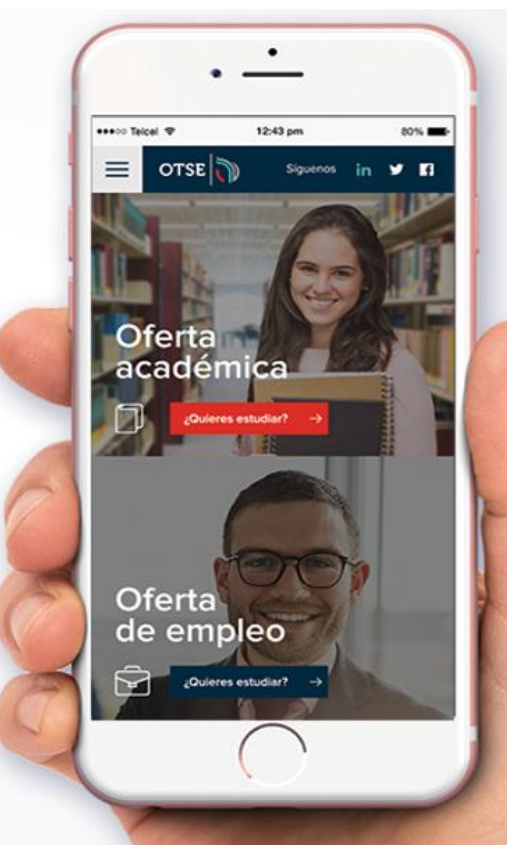 Telcel 12:43 pm 80%
OTSE Síguenos in
Oferta
académica
¿Quieres estudiar? →
Oferta
de empleo
¿Quieres estudiar? →